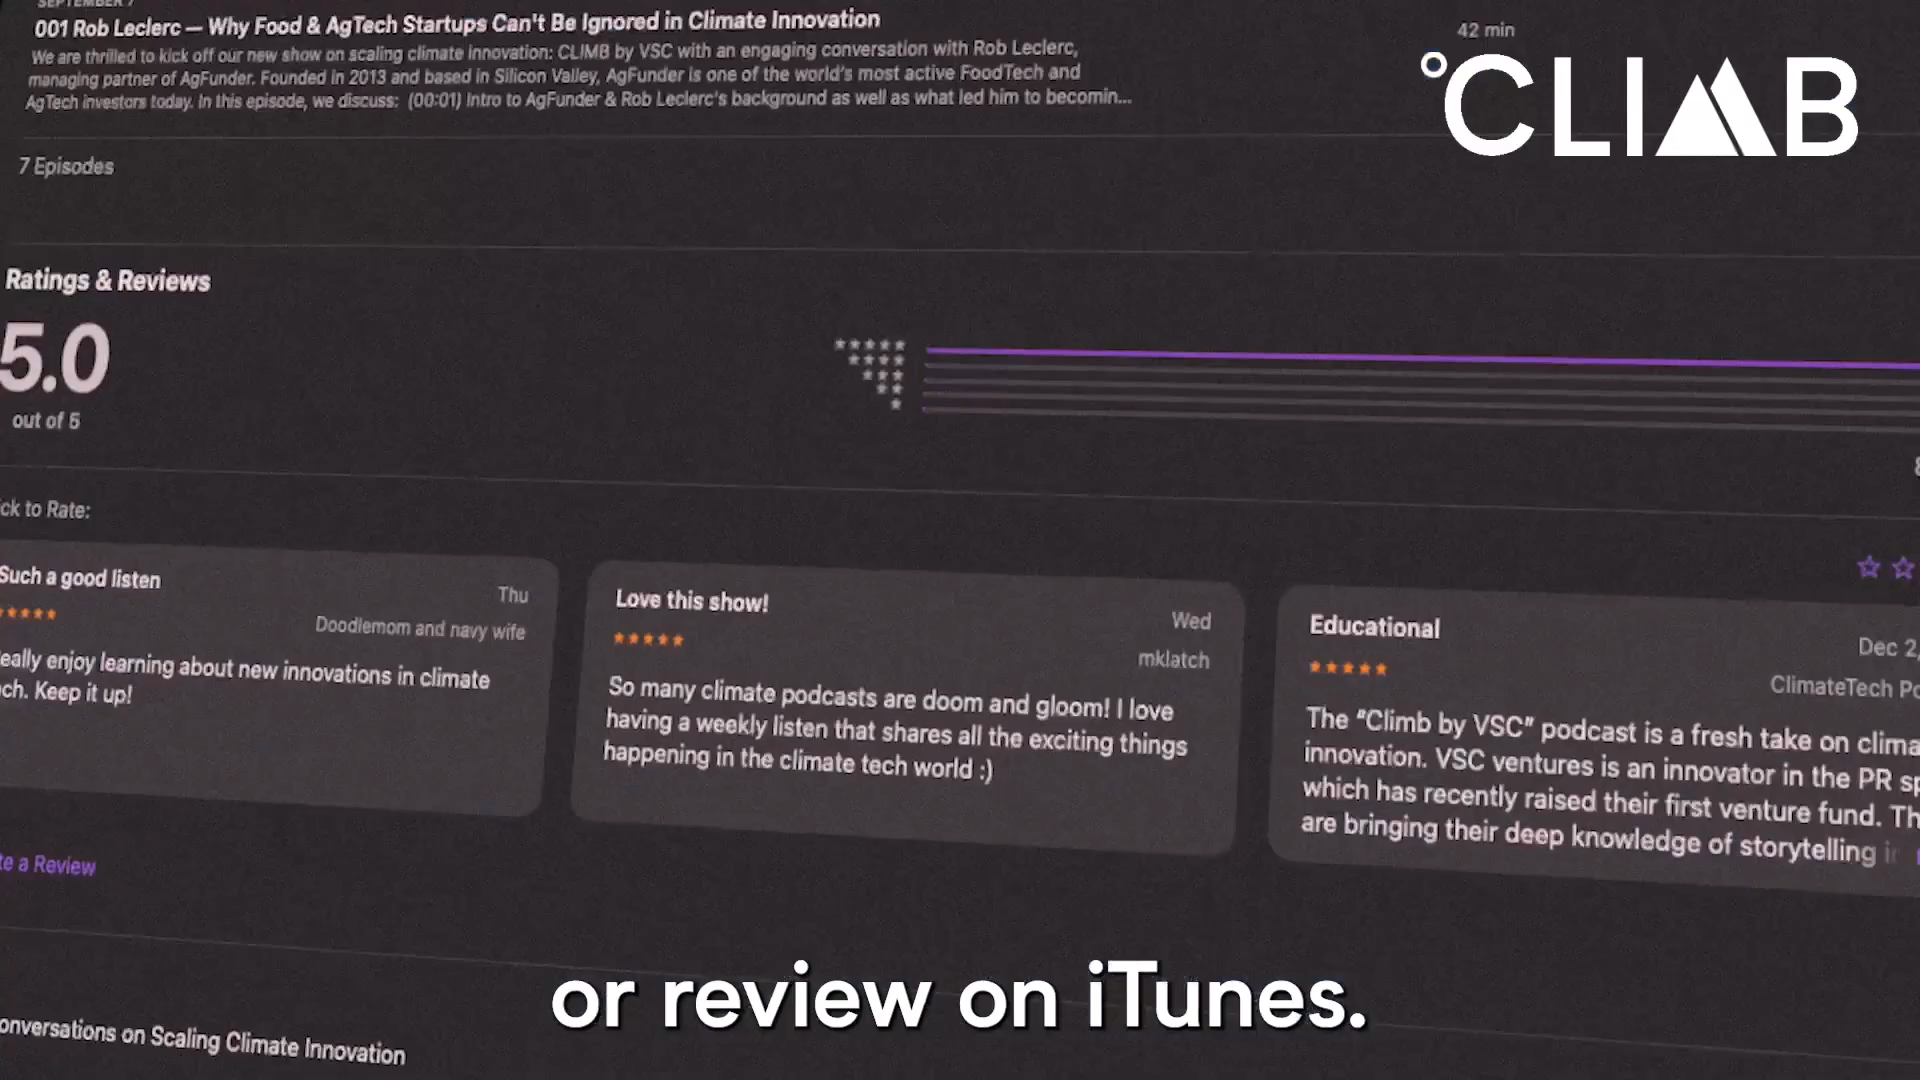 SEPTEMBER 7
001 Rob Leclerc — Why Food & AgTech Startups Can't Be Ignored in Climate Innovation
42 min
We are thrilled to kick off our new show on scaling climate innovation: CLIMB by VSC with an engaging conversation with Rob Leclerc,
managing partner of AgFunder. Founded in 2013 and based in Silicon Valley, AgFunder is one of the world's most active FoodTech and
AgTech investors today. In this episode, we discuss: (00:01) Intro to AgFunder & Rob Leclerc's background as well as what led him to becomin...
°CLIMB
7 Episodes
Ratings & Reviews
5.0
out of 5
ck to Rate:
Such a good listen
Thu
Doodlemom and navy wife
eally enjoy learning about new innovations in climate
ch. Keep it up!
Love this show!
Wed
mklatch
So many climate podcasts are doom and gloom! I love
having a weekly listen that shares all the exciting things
happening in the climate tech world :)
Educational
Dec 2,
ClimateTech Po
The "Climb by VSC" podcast is a fresh take on clima
innovation. VSC ventures is an innovator in the PR sp
which has recently raised their first venture fund. Th
are bringing their deep knowledge of storytelling
te a Review
or review on iTunes.
onversations on Scaling Climate Innovation